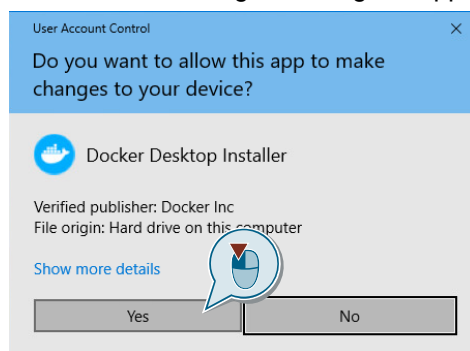 User Account Control
Do you want to allow this app to make
changes to your device?
Docker Desktop Installer
Verified publisher: Docker Inc
File origin: Hard drive on this computer
Show more details
Yes
No